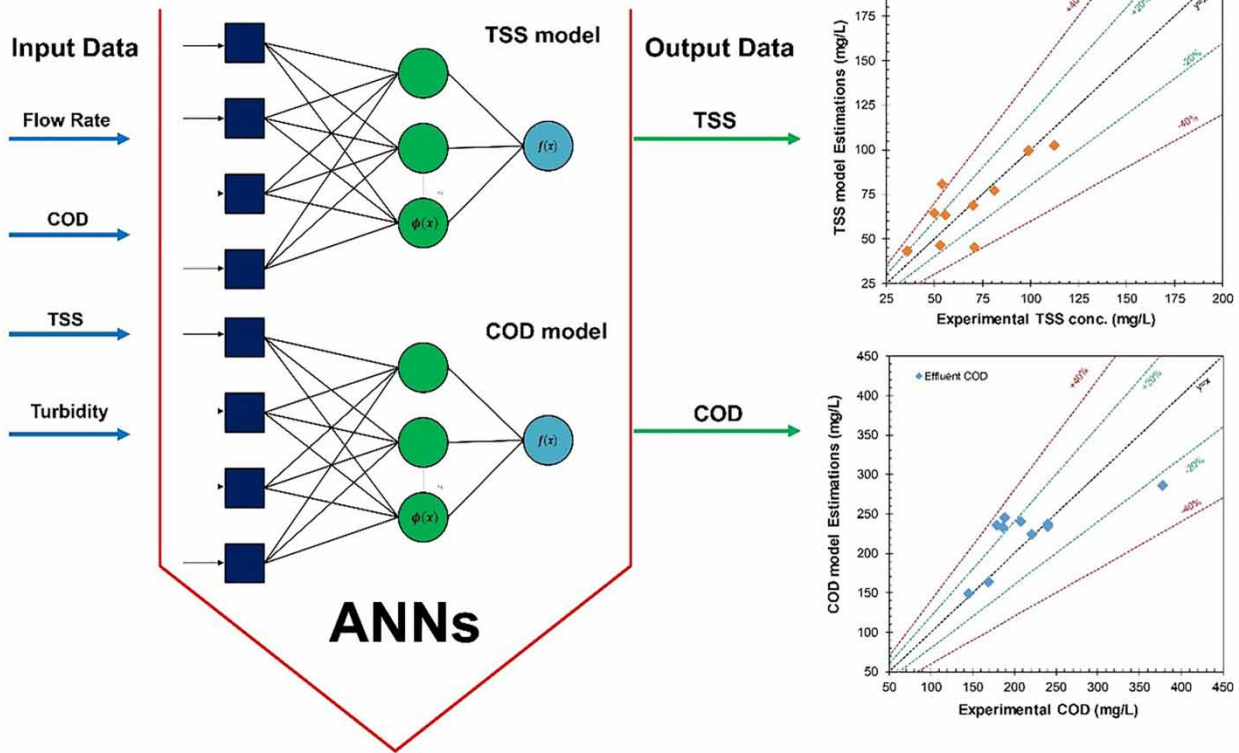 Input Data
Flow Rate
COD
TSS
Turbidity
TSS model
f(x)
ϕ(x)
COD model
f(x)
ϕ(x)
ANNs
Output Data
TSS
COD
TSS model Estimations (mg/L)
175
150
125
100
75
50
25
+20%
-20%
-40%
25 50 75 100 125 150 175 200
Experimental TSS conc. (mg/L)
COD model Estimations (mg/L)
450
400
350
300
250
200
150
100
50
Effluent COD
+40%
+20%
y=x
-20%
-40%
50 100 150 200 250 300 350 400 450
Experimental COD (mg/L)